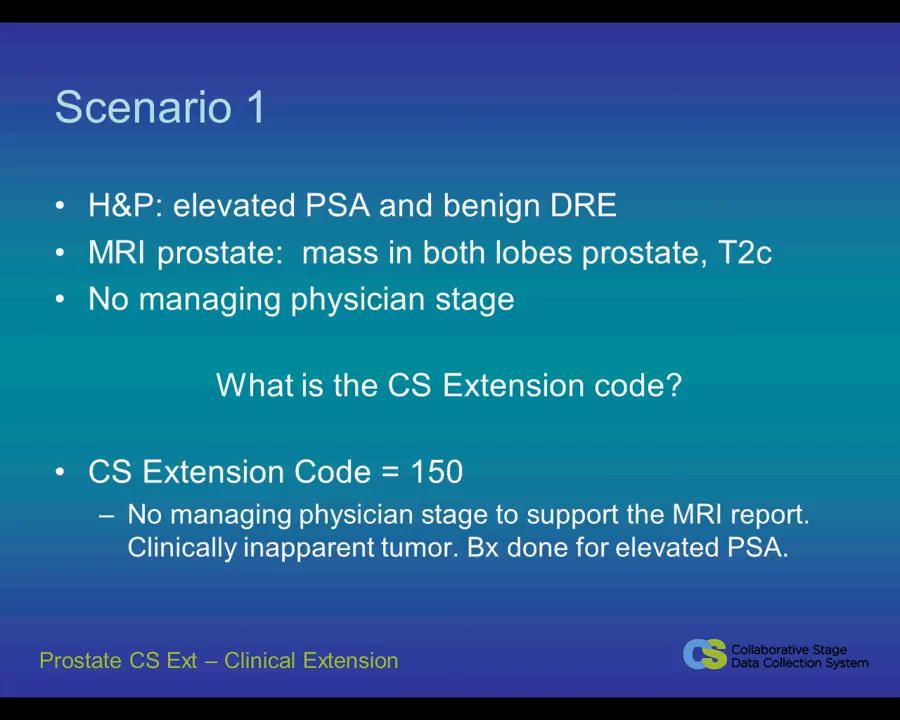 Scenario 1
• H&P: elevated PSA and benign DRE
• MRI prostate:  mass in both lobes prostate, T2c
• No managing physician stage
What is the CS Extension code?
• CS Extension Code = 150
– No managing physician stage to support the MRI report.
Clinically inapparent tumor. Bx done for elevated PSA.
Prostate CS Ext – Clinical Extension
CS Collaborative Stage
Data Collection System